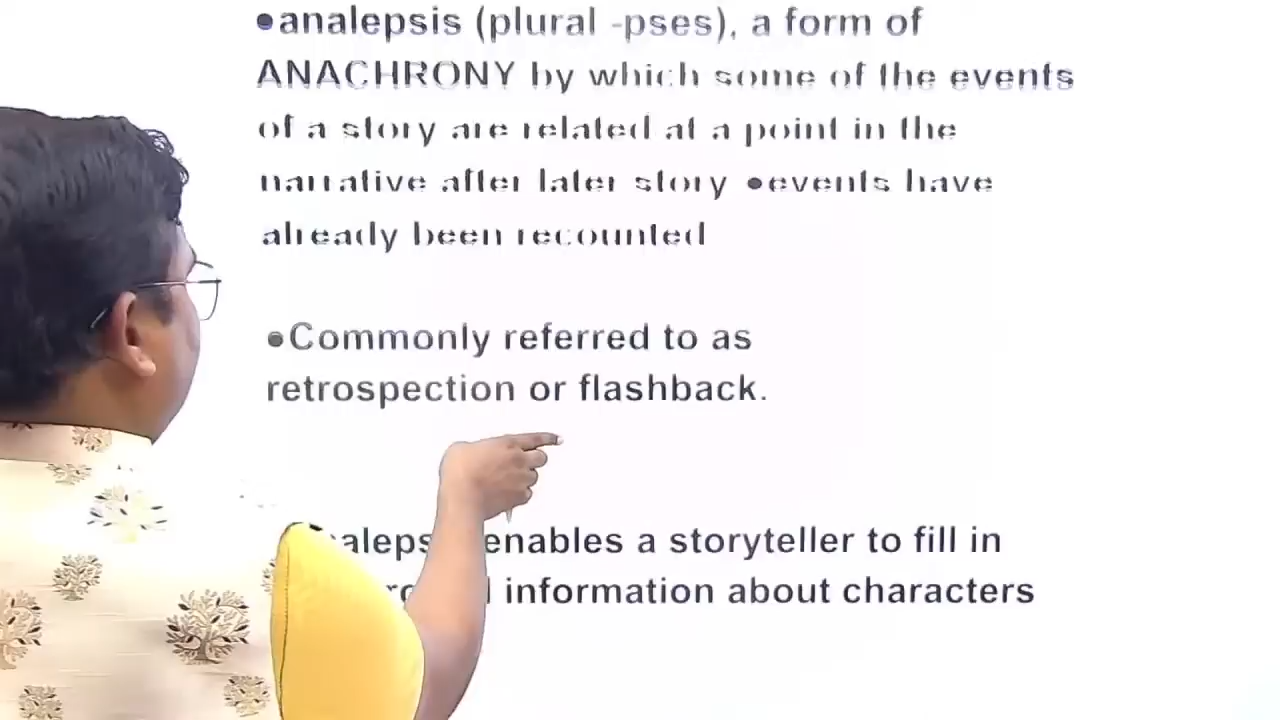 •analepsis (plural -pses), a form of
ANACHRONY by which some of the events
of a story are related at a point in the
narrative after later story •events have
already been recounted
•Commonly referred to as
retrospection or flashback.
enables a storyteller to fill in
information about characters